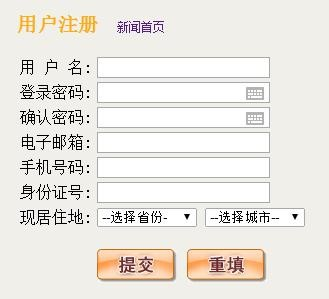 用户注册 新闻首页
用 户 名:
登录密码:
确认密码:
电子邮箱:
手机号码:
身份证号:
现居住地: --选择省份- --选择城市--
提交 重填